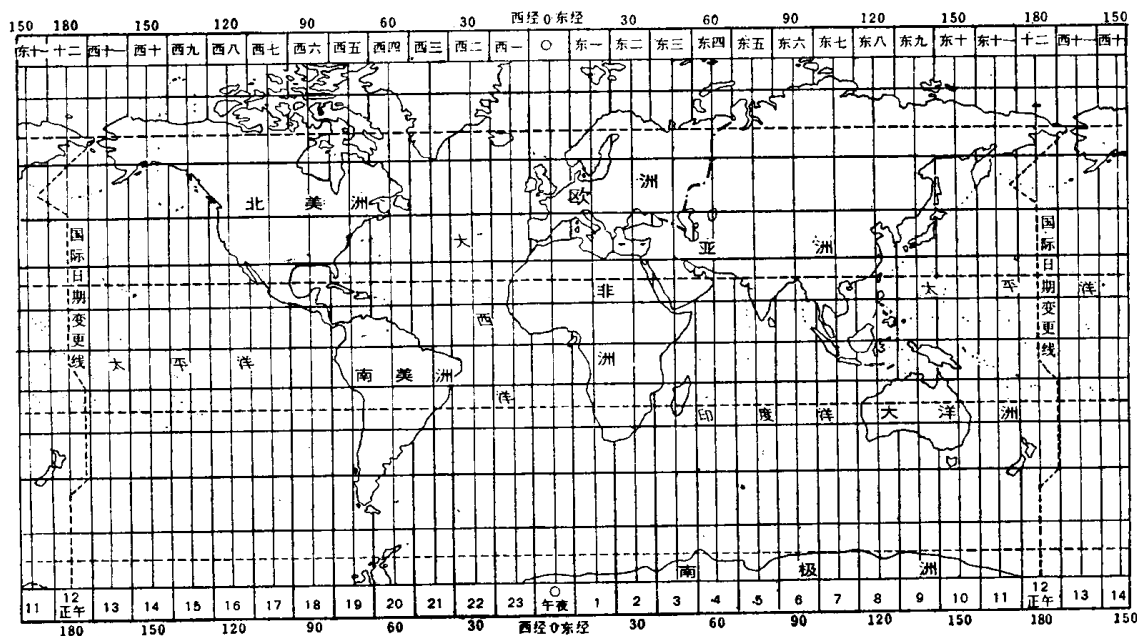 150 180 150 120 90 60 30 西经 0 东经 30 60 90 120 150 180 150
东十一 十二 西十一 西十 西九 西八 西七 西六 西五 西四 西三 西二 西一 〇 东一 东二 东三 东四 东五 东六 东七 东八 东九 东十 东十一 十二 西十一 西十
北美洲
欧洲
亚洲
非洲
大西洋
太平洋
国际日期变更线
国际日期变更线
太平洋
南美洲
印度洋
大洋洲
南极洲
11 12 正午 13 14 15 16 17 18 19 20 21 22 23 〇 午夜 1 2 3 4 5 6 7 8 9 10 11 12 正午 13 14
180 150 120 90 60 30 西经 0 东经 30 60 90 120 150 180 150